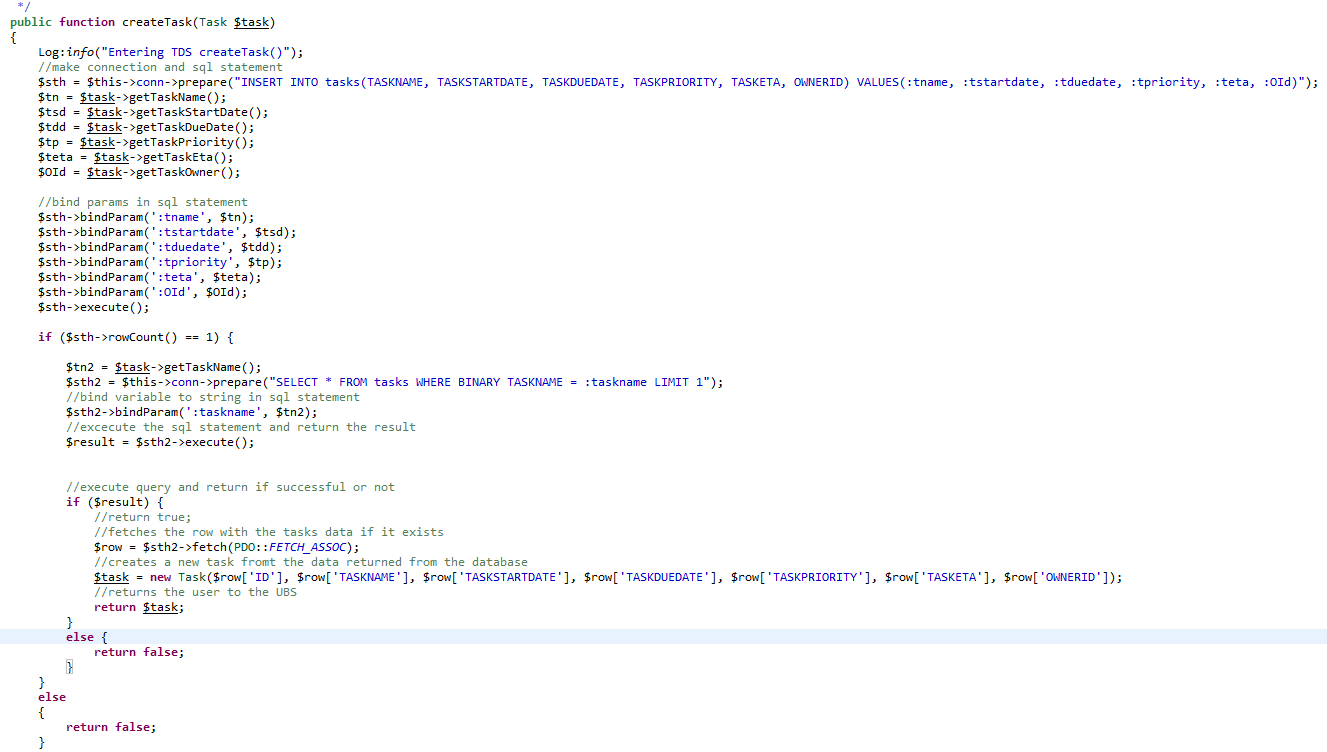 */
public function createTask(Task $task)
{
Log:info("Entering TDS createTask()");
//make connection and sql statement
$sth = $this->conn->prepare("INSERT INTO tasks(TASKNAME, TASKSTARTDATE, TASKDUEDATE, TASKPRIORITY, TASKETA, OWNERID) VALUES(:tname, :tstartdate, :tduedate, :tpriority, :teta, :OId)");
$tn = $task->getTaskName();
$tsd = $task->getTaskStartDate();
$tdd = $task->getTaskDueDate();
$tp = $task->getTaskPriority();
$teta = $task->getTaskEta();
$OId = $task->getTaskOwner();
//bind params in sql statement
$sth->bindParam(':tname', $tn);
$sth->bindParam(':tstartdate', $tsd);
$sth->bindParam(':tduedate', $tdd);
$sth->bindParam(':tpriority', $tp);
$sth->bindParam(':teta', $teta);
$sth->bindParam(':OId', $OId);
$sth->execute();
if ($sth->rowCount() == 1) {
$tn2 = $task->getTaskName();
$sth2 = $this->conn->prepare("SELECT * FROM tasks WHERE BINARY TASKNAME = :taskname LIMIT 1");
//bind variable to string in sql statement
$sth2->bindParam(':taskname', $tn2);
//excecute the sql statement and return the result
$result = $sth2->execute();
//execute query and return if successful or not
if ($result) {
//return true;
//fetches the row with the tasks data if it exists
$row = $sth2->fetch(PDO::FETCH_ASSOC);
//creates a new task fromt the data returned from the database
$task = new Task($row['ID'], $row['TASKNAME'], $row['TASKSTARTDATE'], $row['TASKDUEDATE'], $row['TASKPRIORITY'], $row['TASKETA'], $row['OWNERID']);
//returns the user to the UBS
return $task;
}
else {
return false;
}
}
else
{
return false;
}